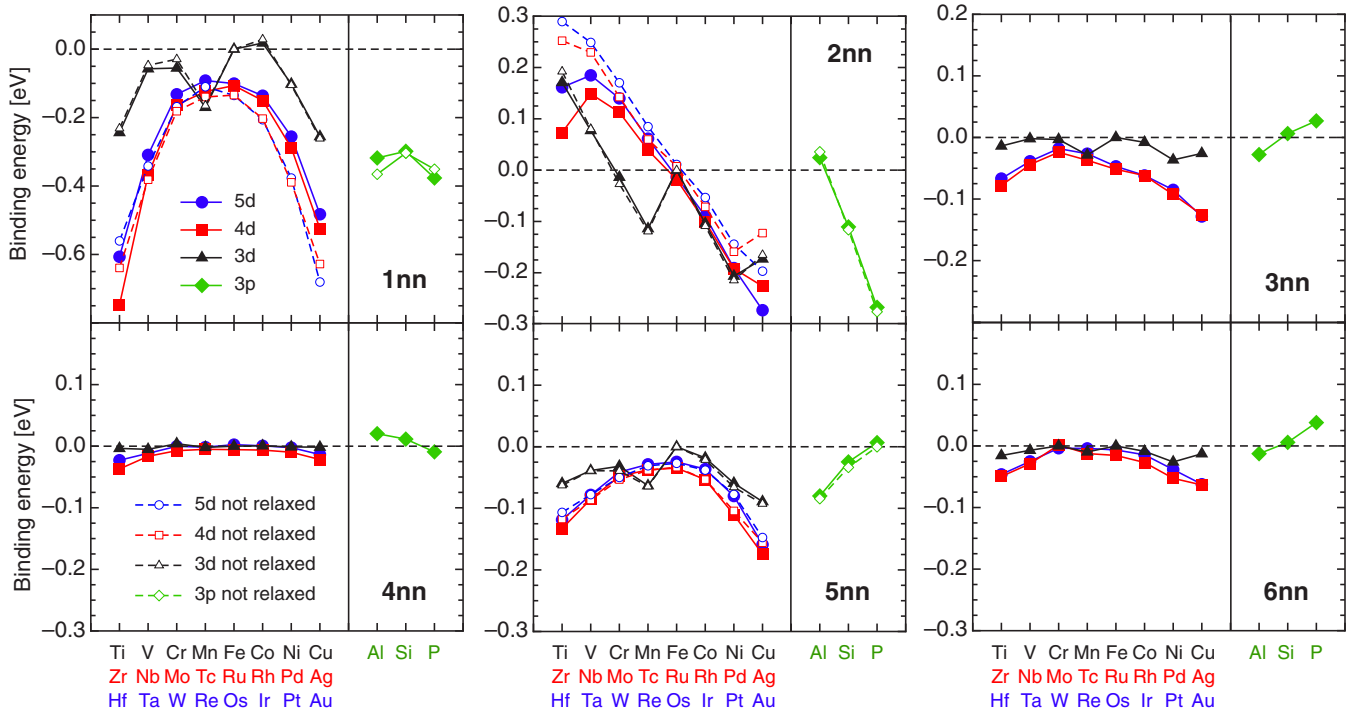 Binding energy [eV]
0.0
−0.2
−0.4
−0.6
5d
4d
3d
3p
1nn
0.3
0.2
0.1
0.0
−0.1
−0.2
−0.3
2nn
0.2
0.1
0.0
−0.1
−0.2
3nn
Binding energy [eV]
0.1
0.0
−0.1
−0.2
−0.3
5d not relaxed
4d not relaxed
3d not relaxed
3p not relaxed
4nn
0.1
0.0
−0.1
−0.2
−0.3
5nn
0.1
0.0
−0.1
−0.2
−0.3
6nn
Ti V Cr Mn Fe Co Ni Cu Al Si P
Zr Nb Mo Tc Ru Rh Pd Ag
Hf Ta W Re Os Ir Pt Au
Ti V Cr Mn Fe Co Ni Cu Al Si P
Zr Nb Mo Tc Ru Rh Pd Ag
Hf Ta W Re Os Ir Pt Au
Ti V Cr Mn Fe Co Ni Cu Al Si P
Zr Nb Mo Tc Ru Rh Pd Ag
Hf Ta W Re Os Ir Pt Au